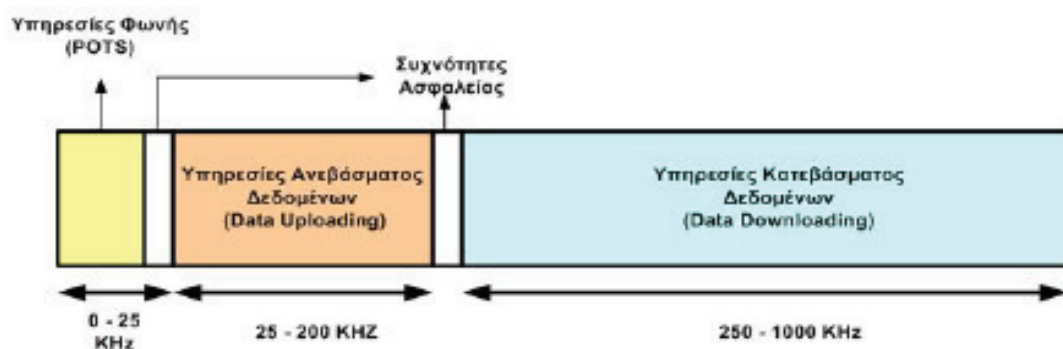 Υπηρεσίες Φωνής
(POTS)
Συχνότητες
Ασφαλείας
Υπηρεσίες Ανεβάσματος
Δεδομένων
(Data Uploading)
Υπηρεσίες Κατεβάσματος
Δεδομένων
(Data Downloading)
0 - 25
KHz
25 - 200 KHZ
250 - 1000 KHz